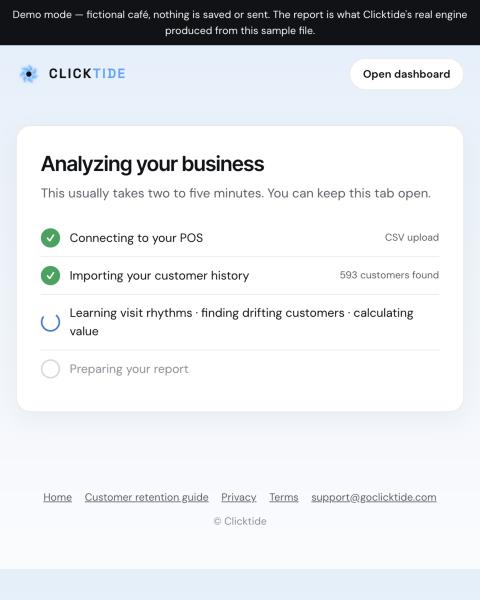 Demo mode — fictional café, nothing is saved or sent. The report is what Clicktide's real engine
produced from this sample file.
CLICKTIDE
Open dashboard
Analyzing your business
This usually takes two to five minutes. You can keep this tab open.
Connecting to your POS
CSV upload
Importing your customer history
593 customers found
Learning visit rhythms · finding drifting customers · calculating
value
Preparing your report
Home Customer retention guide Privacy Terms support@goclicktide.com
© Clicktide